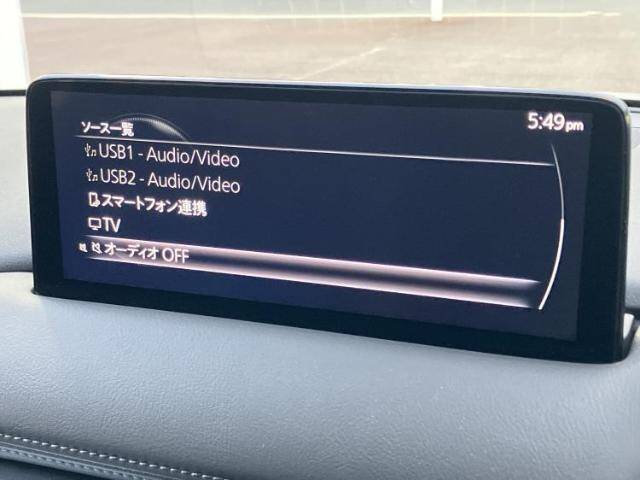 ソース一覧
5:49pm
USB1 - Audio/Video
USB2 - Audio/Video
スマートフォン連携
TV
オーディオ OFF